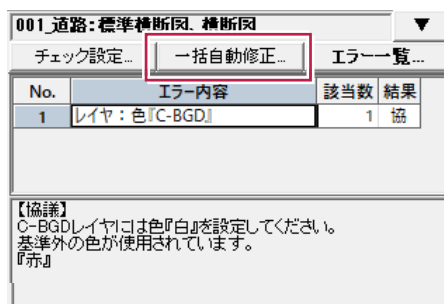 001_道路:標準横断図、横断図 ▼
チェック設定... 一括自動修正... エラー一覧...
No. エラー内容 該当数 結果
1 レイヤ:色『C-BGD』 1 協
【協議】
C-BGDレイヤには色『白』を設定してください。
基準外の色が使用されています。
『赤』